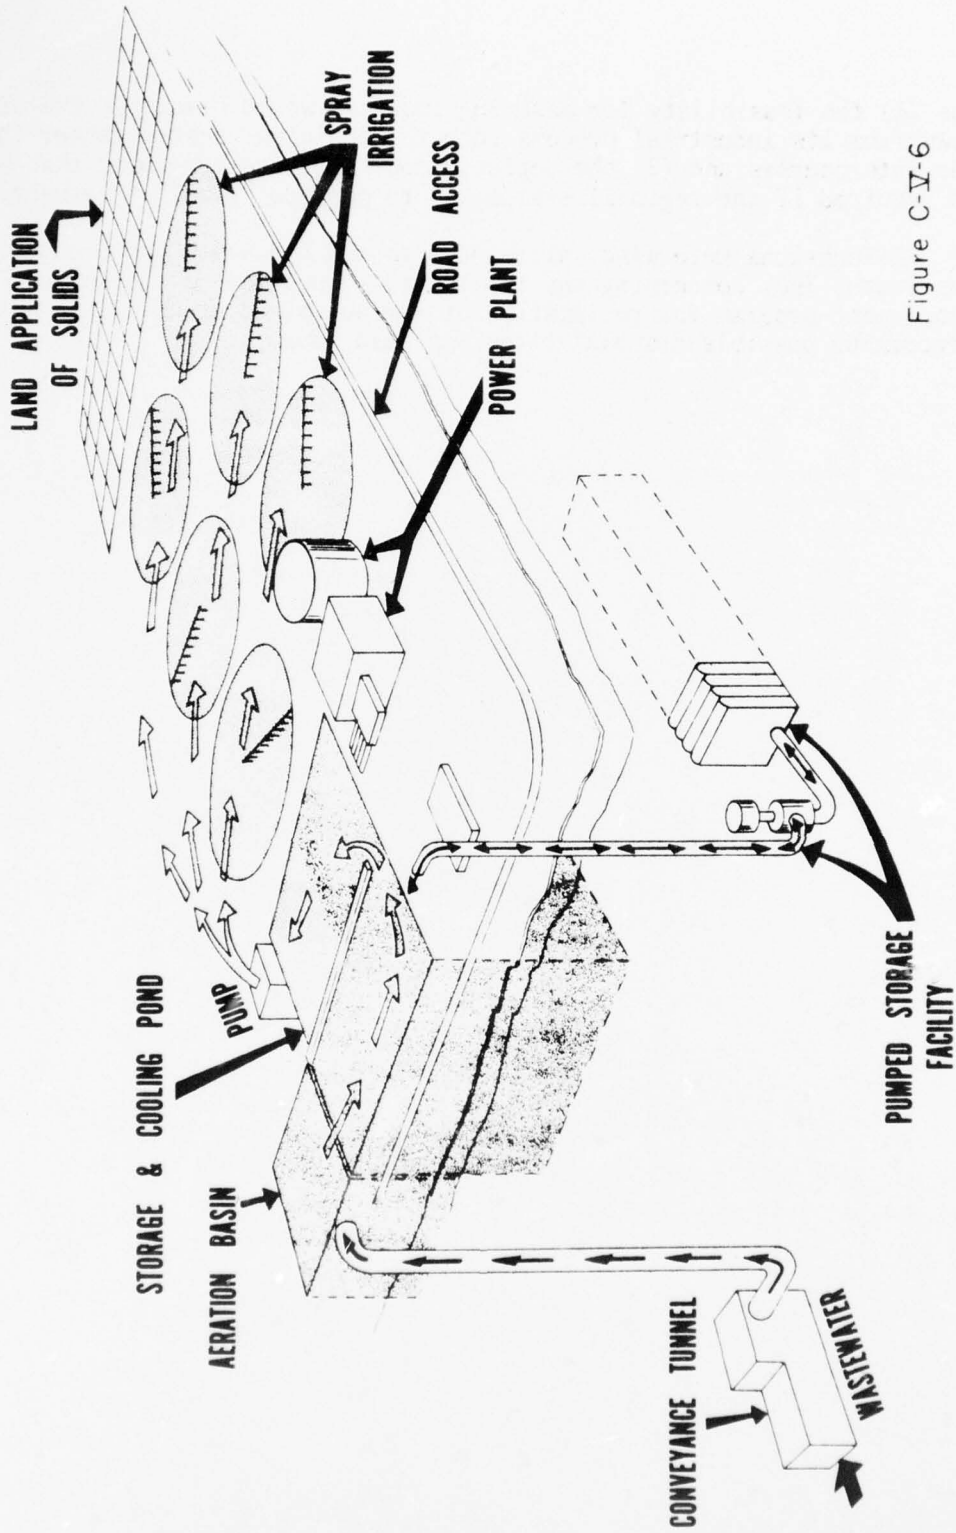 LAND APPLICATION
OF SOLIDS
SPRAY
IRRIGATION
ROAD ACCESS
POWER PLANT
STORAGE & COOLING POND
PUMP
AERATION BASIN
PUMPED STORAGE
FACILITY
CONVEYANCE TUNNEL
WASTEWATER
Figure C-V-6